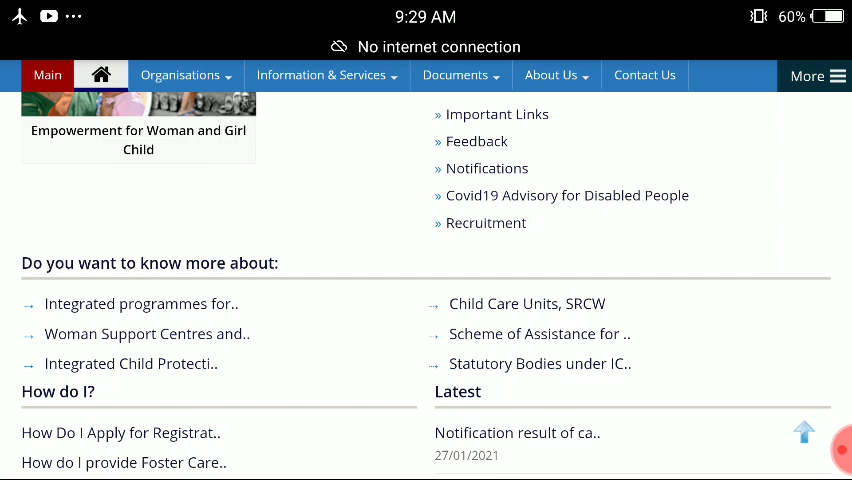 9:29 AM
60%
No internet connection
Main
Organisations
Information & Services
Documents
About Us
Contact Us
More
Empowerment for Woman and Girl
Child
» Important Links
» Feedback
» Notifications
» Covid19 Advisory for Disabled People
» Recruitment
Do you want to know more about:
→ Integrated programmes for..
→ Woman Support Centres and..
→ Integrated Child Protecti..
→ Child Care Units, SRCW
→ Scheme of Assistance for ..
→ Statutory Bodies under IC..
How do I?
How Do I Apply for Registrat..
How do I provide Foster Care..
Latest
Notification result of ca..
27/01/2021